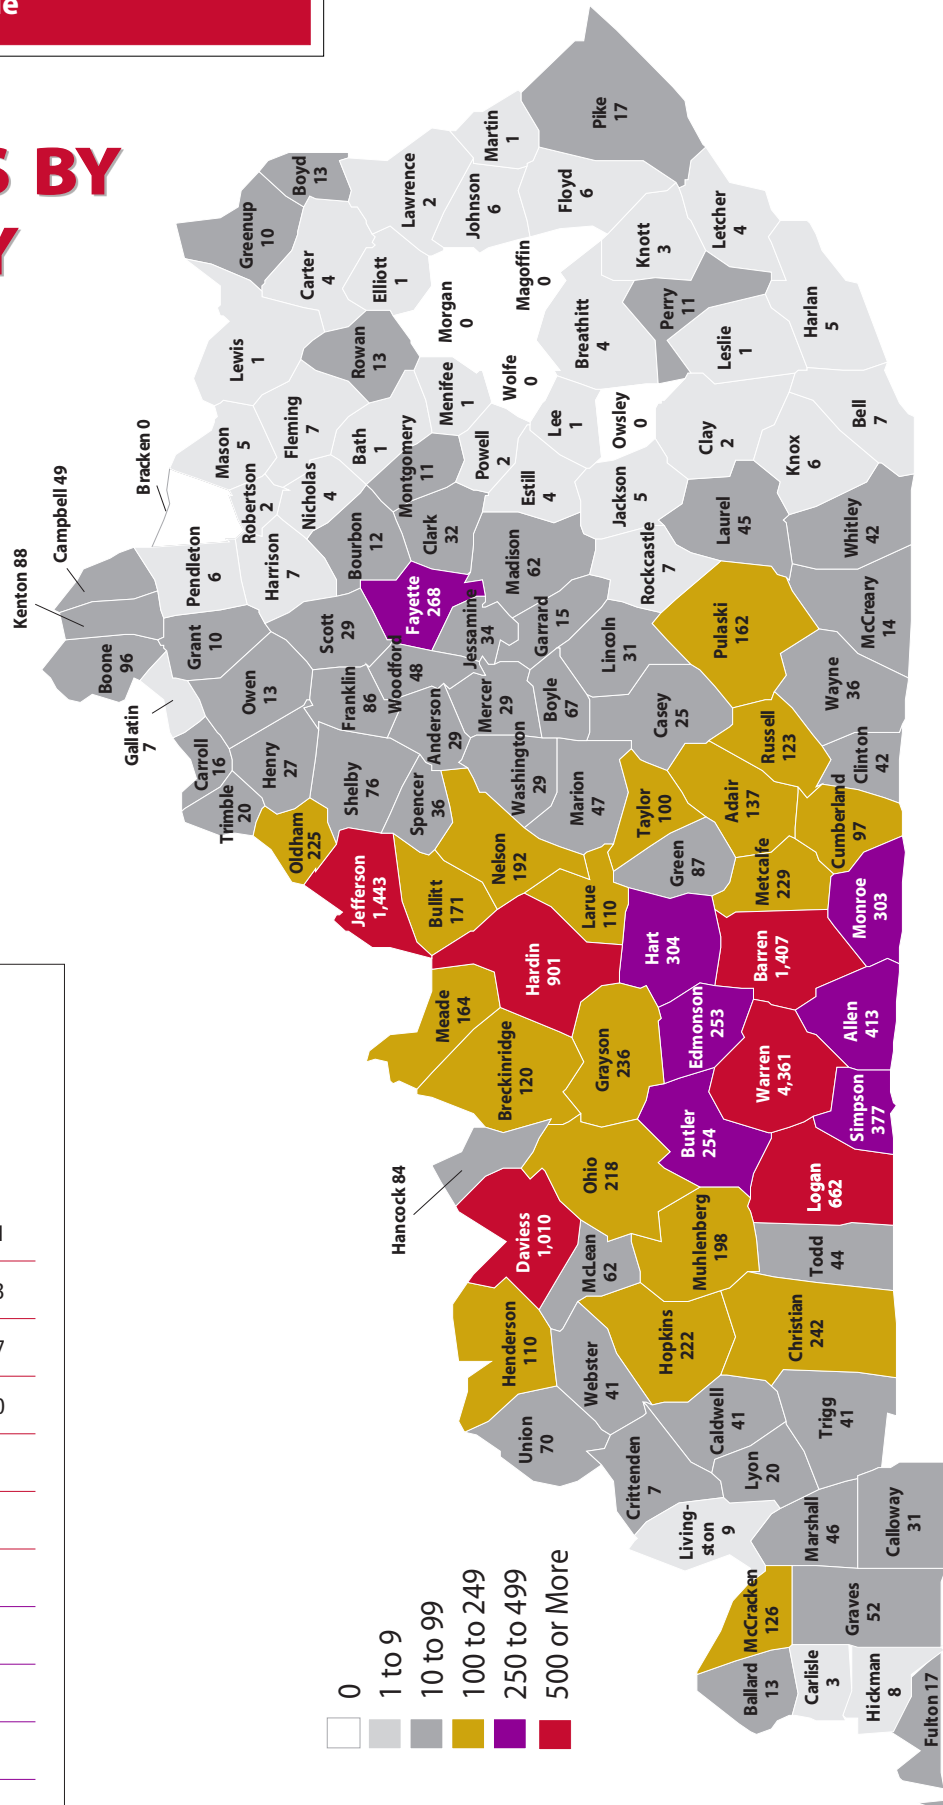 e
S BY
Y
Kenton 88
Campbell 49
Bracken 0
Boone
96
Gallatin
7
Pendleton
6
Grant
10
Owen
13
Carroll
16
Trimble
20
Henry
27
Oldham
225
Jefferson
1,443
Shelby
76
Franklin
86
Scott
29
Harrison
7
Robertson
2
Mason
5
Lewis
1
Greenup
10
Boyd
13
Carter
4
Elliott
1
Lawrence
2
Martin
1
Johnson
6
Pike
17
Floyd
6
Magoffin
0
Morgan
0
Rowan
13
Fleming
7
Nicholas
4
Bath
1
Bourbon
12
Montgomery
11
Menifee
1
Wolfe
0
Powell
2
Clark
32
Fayette
268
Woodford
48
Jessamine
34
Anderson
29
Spencer
36
Bullitt
171
Nelson
192
Washington
29
Mercer
29
Boyle
67
Garrard
15
Madison
62
Estill
4
Lee
1
Breathitt
4
Knott
3
Letcher
4
Perry
11
Leslie
1
Harlan
5
Owsley
0
Clay
2
Bell
7
Knox
6
Jackson
5
Laurel
45
Whitley
42
Rockcastle
7
Pulaski
162
McCreary
14
Wayne
36
Lincoln
31
Casey
25
Russell
123
Clinton
42
Marion
47
Taylor
100
Adair
137
Cumberland
97
Green
87
Metcalfe
229
Monroe
303
Larue
110
Hart
304
Barren
1,407
Allen
413
Hardin
901
Meade
164
Breckinridge
120
Grayson
236
Edmonson
253
Warren
4,361
Simpson
377
Butler
254
Logan
662
Hancock 84
Daviess
1,010
Ohio
218
Muhlenberg
198
Todd
44
McLean
62
Henderson
110
Webster
41
Hopkins
222
Christian
242
Union
70
Crittenden
7
Caldwell
41
Lyon
20
Trigg
41
Living-
ston
9
Marshall
46
Calloway
31
McCracken
126
Graves
52
Ballard
13
Carlisle
3
Hickman
8
Fulton 17
0
1 to 9
10 to 99
100 to 249
250 to 499
500 or More